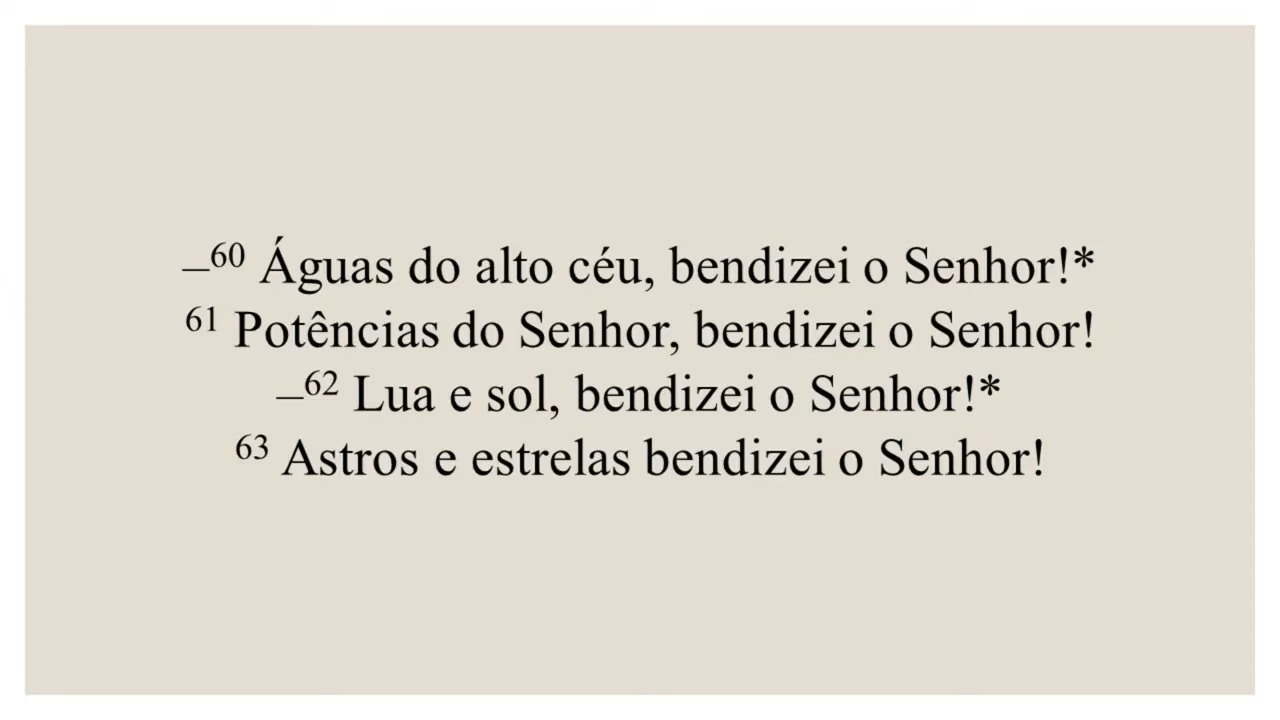 –60 Águas do alto céu, bendizei o Senhor!*
61 Potências do Senhor, bendizei o Senhor!
–62 Lua e sol, bendizei o Senhor!*
63 Astros e estrelas bendizei o Senhor!